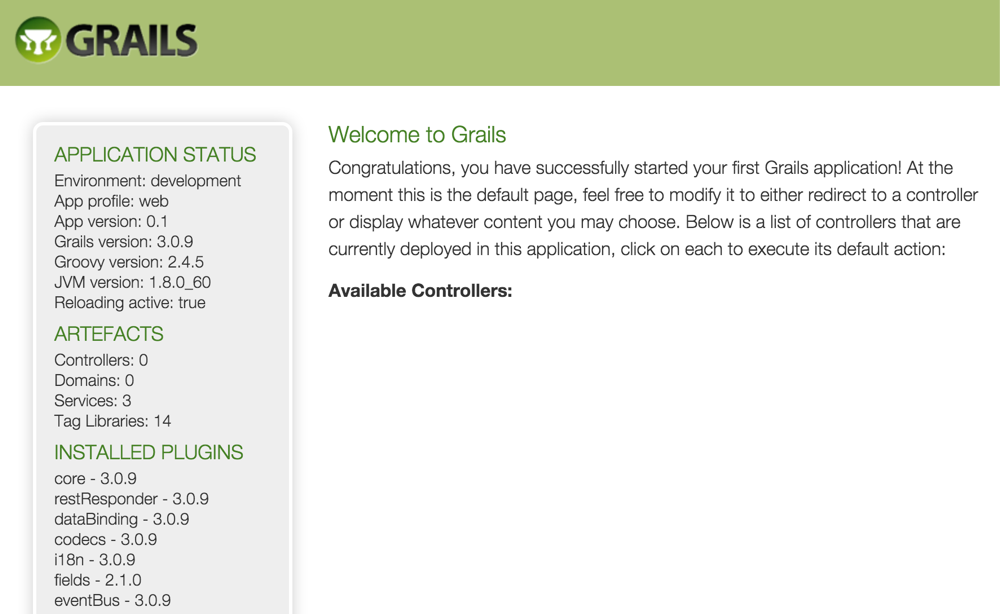 GRAILS
APPLICATION STATUS
Environment: development
App profile: web
App version: 0.1
Grails version: 3.0.9
Groovy version: 2.4.5
JVM version: 1.8.0_60
Reloading active: true
ARTEFACTS
Controllers: 0
Domains: 0
Services: 3
Tag Libraries: 14
INSTALLED PLUGINS
core - 3.0.9
restResponder - 3.0.9
dataBinding - 3.0.9
codecs - 3.0.9
i18n - 3.0.9
fields - 2.1.0
eventBus - 3.0.9
Welcome to Grails
Congratulations, you have successfully started your first Grails application! At the
moment this is the default page, feel free to modify it to either redirect to a controller
or display whatever content you may choose. Below is a list of controllers that are
currently deployed in this application, click on each to execute its default action:
Available Controllers: